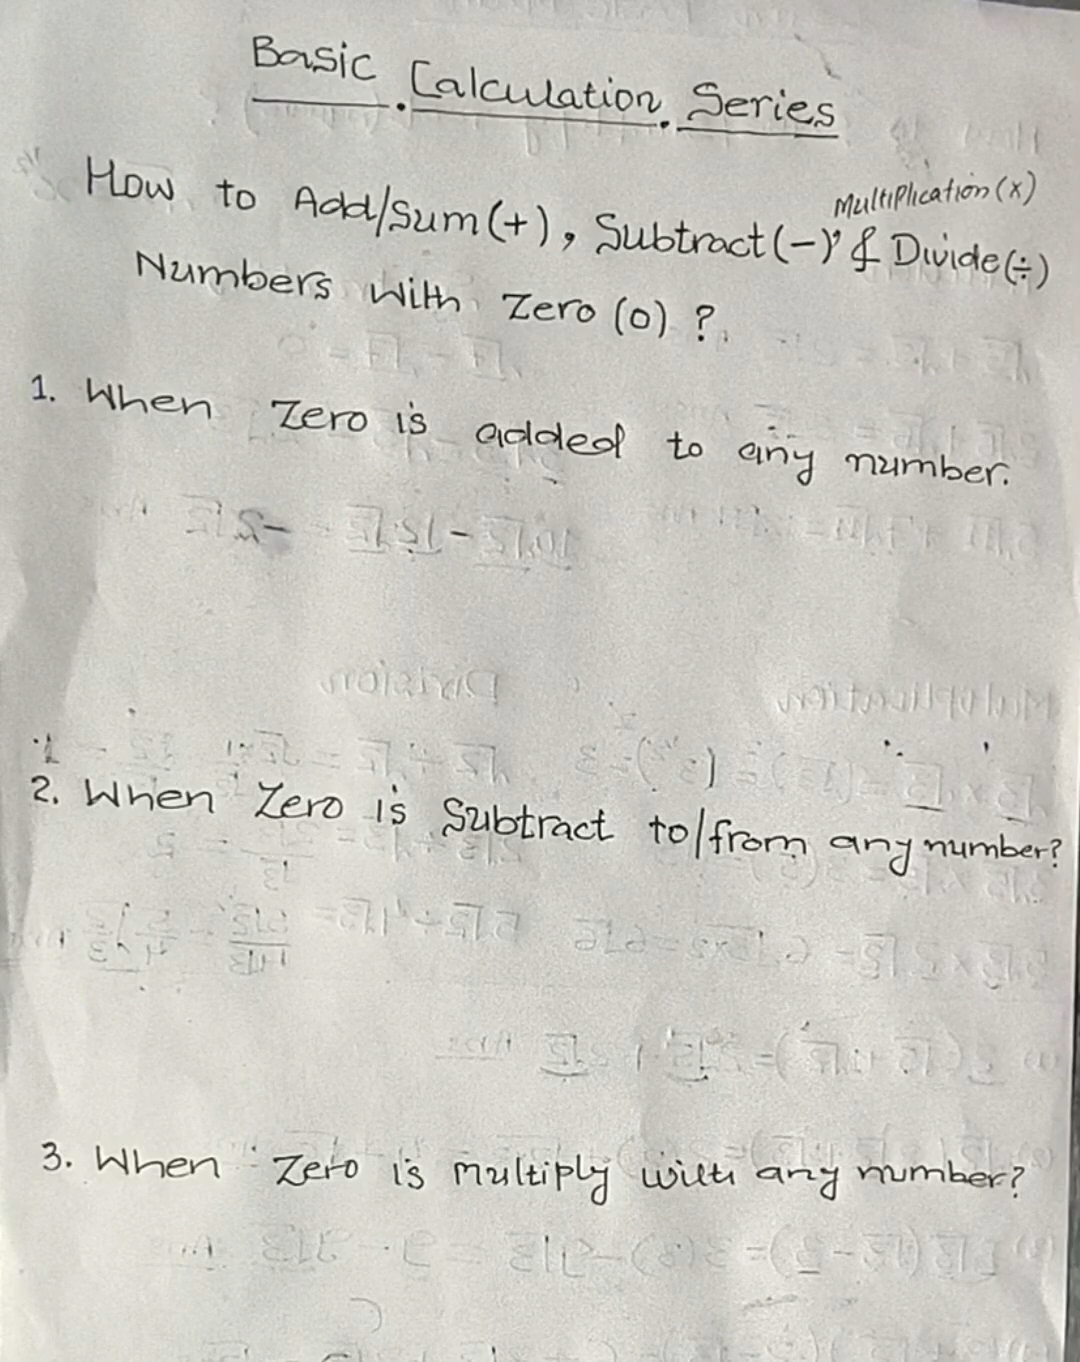 Basic Calculation Series
How to Add/Sum(+), Subtract(-), Multiplication(x) & Divide(÷)
Numbers with Zero (0) ?
1. When Zero is added to any number.
2. When Zero is Subtract to/from any number?
3. When Zero is Multiply with any number?